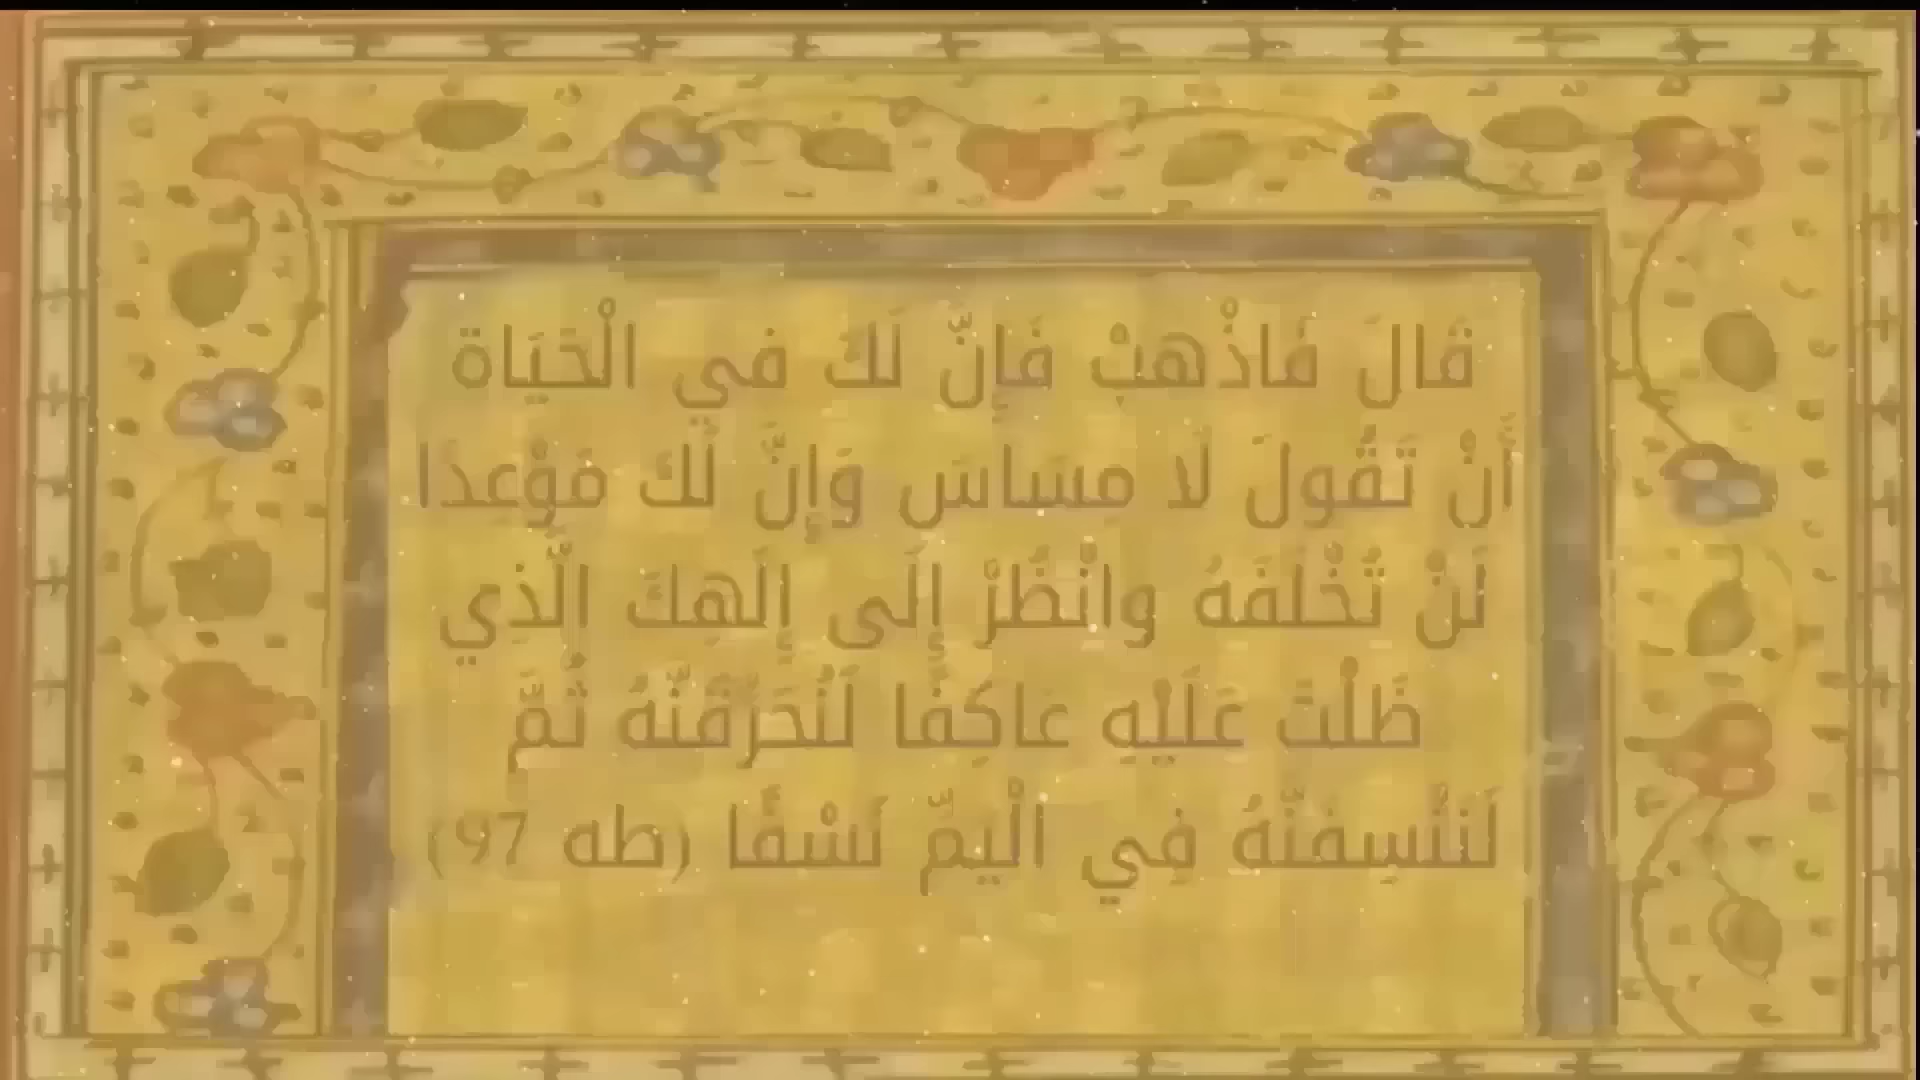 قَالَ فَاذْهَبْ فَإِنَّ لَكَ فِي الْحَيَاةِ
أَنْ تَقُولَ لَا مِسَاسَ وَإِنَّ لَكَ مَوْعِدًا
لَنْ تُخْلَفَهُ وَانْظُرْ إِلَى إِلَهِكَ الَّذِي
ظَلْتَ عَلَيْهِ عَاكِفًا لَنُحَرِّقَنَّهُ ثُمَّ
لَنَنْسِفَنَّهُ فِي الْيَمِّ نَسْفًا (طه 97)